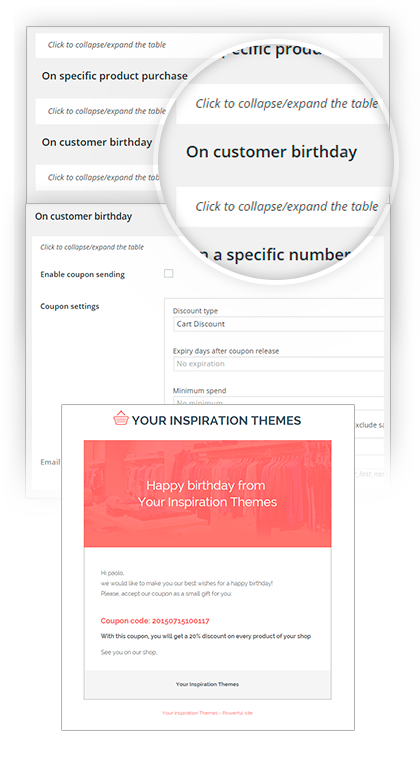 Click to collapse/expand the table
On specific product purchase
Click to collapse/expand the table
On customer birthday
Click to collapse/expand the table
pecific produ
Click to collapse/expand the table
On customer birthday
Click to collapse/expand the table
n a specific number
On customer birthday
Click to collapse/expand the table
Enable coupon sending
Coupon settings
Discount type
Cart Discount
Expiry days after coupon release
No expiration
Minimum spend
No minimum
xclude sa
Email
YOUR INSPIRATION THEMES
Happy birthday from
Your Inspiration Themes
Hi paolo,
we would like to make you our best wishes for a happy birthday!
Please, accept our coupon as a small gift for you:
Coupon code: 20150715100117
With this coupon, you will get a 20% discount on every product of your shop
See you on our shop,
Your Inspiration Themes
Your Inspiration Themes - Powerful site